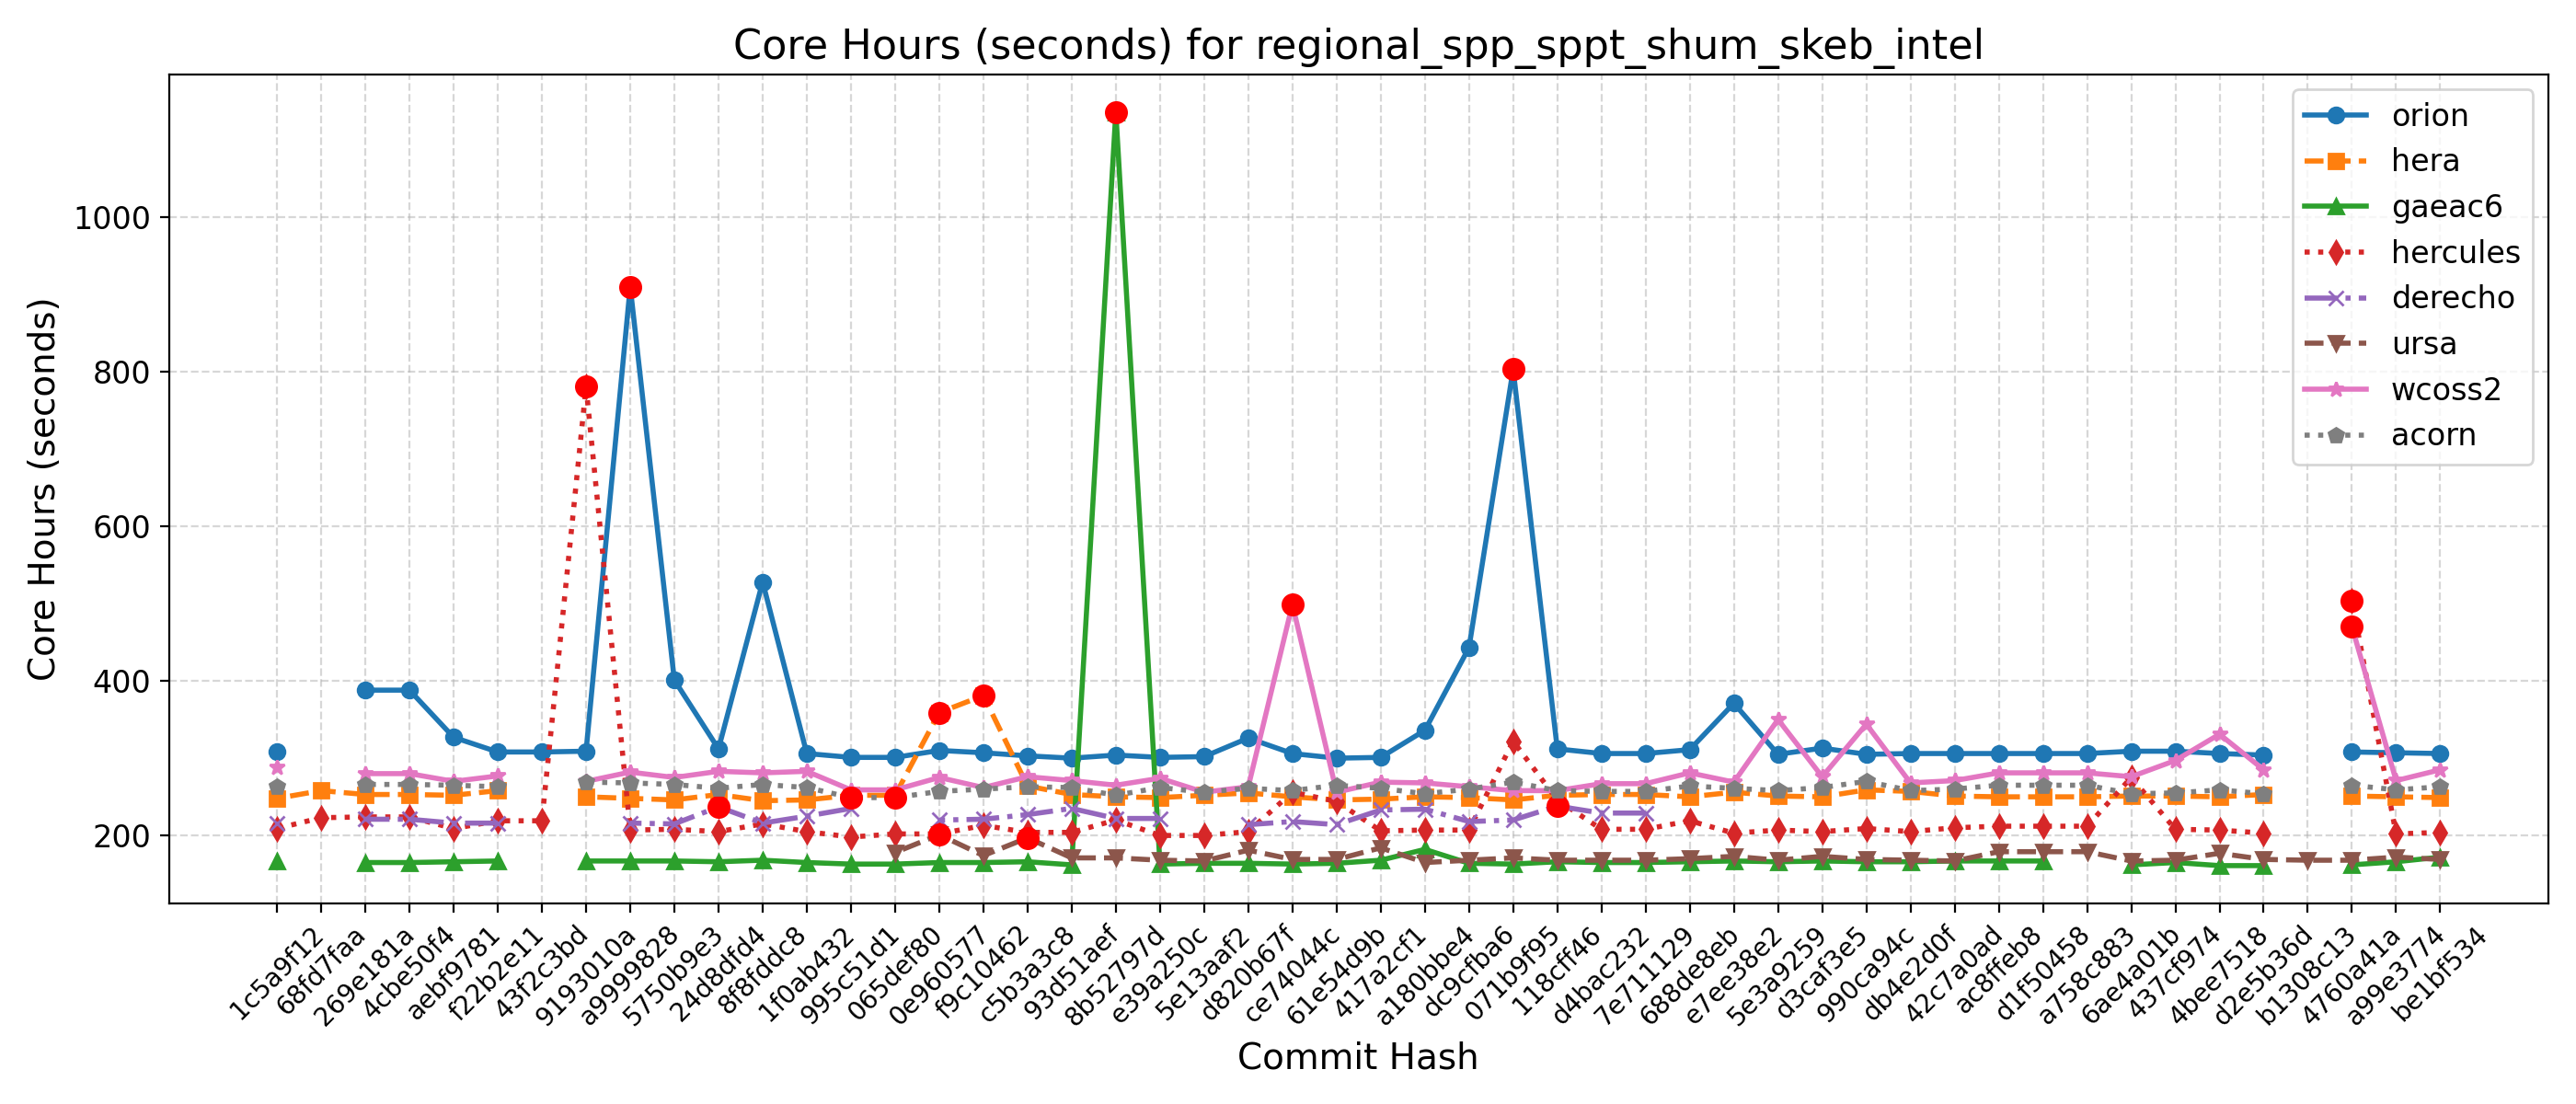 Core Hours (seconds) for regional_spp_sppt_shum_skeb_intel
Core Hours (seconds)
1000
800
600
400
200
orion
hera
gaeac6
hercules
derecho
ursa
wcoss2
acorn
1c5a9f12
68fd7faa
269e181a
4cbe50f4
aebf9781
f22b2e11
43f2c3bd
9193010a
a9999828
5750b9e3
24d8dfd4
8f8fddc8
1f0ab432
995c51d1
065def80
0e960577
f9c10462
c5b3a3c8
93d51aef
8b52797d
e39a250c
5e13aaf2
d820b67f
ce74044c
61e54d9b
417a2cf1
a180bbe4
dc9cfba6
071b9f95
118cff46
d4bac232
7e711129
688de8eb
e7ee38e2
5e3a9259
d3caf3e5
990ca94c
db4e2d0f
42c7a0ad
ac8ffeb8
d1f50458
a758c883
6ae4a01b
437cf974
4bee7518
d2e5b36d
b1308c13
4760a41a
a99e3774
be1bf534
Commit Hash